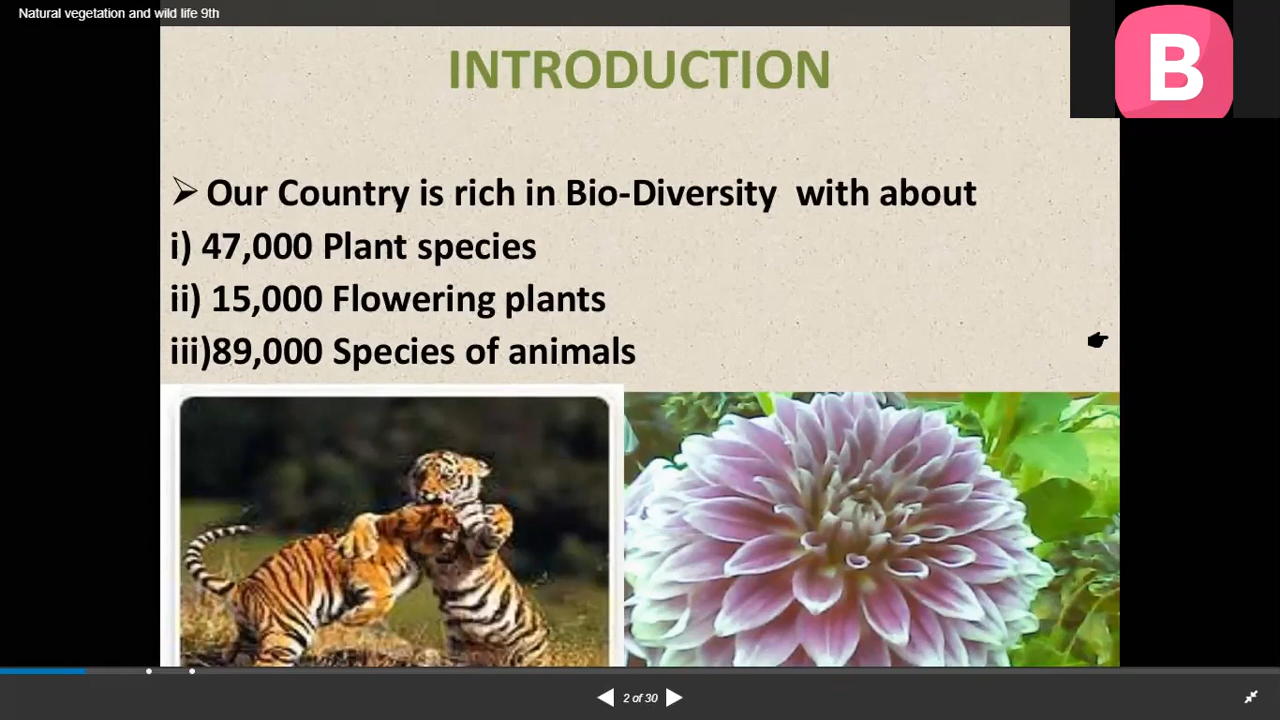 Natural vegetation and wild life 9th
B
INTRODUCTION
➢ Our Country is rich in Bio-Diversity with about
i) 47,000 Plant species
ii) 15,000 Flowering plants
iii)89,000 Species of animals
2 of 30